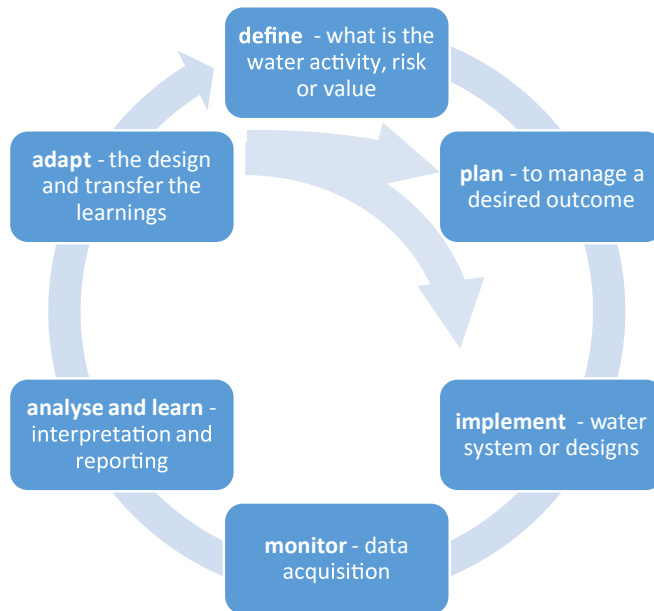 define - what is the
water activity, risk
or value
plan - to manage a
desired outcome
implement - water
system or designs
monitor - data
acquisition
analyse and learn -
interpretation and
reporting
adapt - the design
and transfer the
learnings